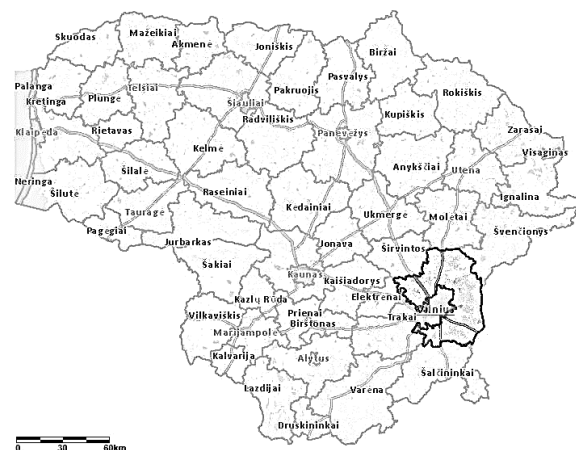 Skuodas
Mažeikiai
Akmenė
Joniškis
Biržai
Palanga
Kretinga
Plungė
Telšiai
Šiauliai
Pakruojis
Pasvalys
Rokiškis
Klaipėda
Rietavas
Radviliškis
Panevėžys
Kupiškis
Zarasai
Visaginas
Kelmė
Šilalė
Anykščiai
Utena
Neringa
Šilutė
Raseiniai
Ignalina
Tauragė
Kėdainiai
Ukmergė
Molėtai
Pagėgiai
Švenčionys
Jurbarkas
Jonava
Širvintos
Šakiai
Kaunas
Kaišiadorys
Kazlų Rūda
Elektrėnai
Vilkaviškis
Prienai
Vilnius
Birštonas
Trakai
Marijampolė
Kalvarija
Alytus
Šalčininkai
Lazdijai
Varėna
Druskininkai
0 30 60km